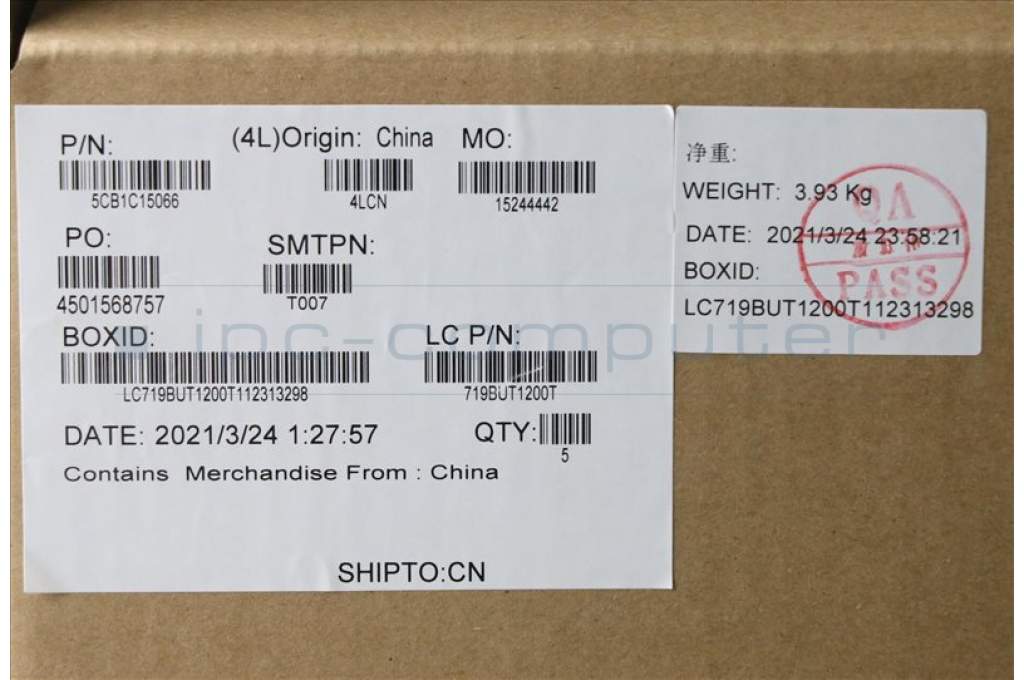 P/N: (4L)Origin: China MO:
5CB1C15066 4LCN 15244442
PO: SMTPN:
4501568757 T007
BOXID: LC P/N:
LC719BUT1200T112313298 719BUT1200T
DATE: 2021/3/24 1:27:57 QTY:
5
Contains Merchandise From : China
SHIPTO:CN
净重:
WEIGHT: 3.93 Kg
DATE: 2021/3/24 23:58:21
BOXID:
LC719BUT1200T112313298
QA
PASS
ipc-computer